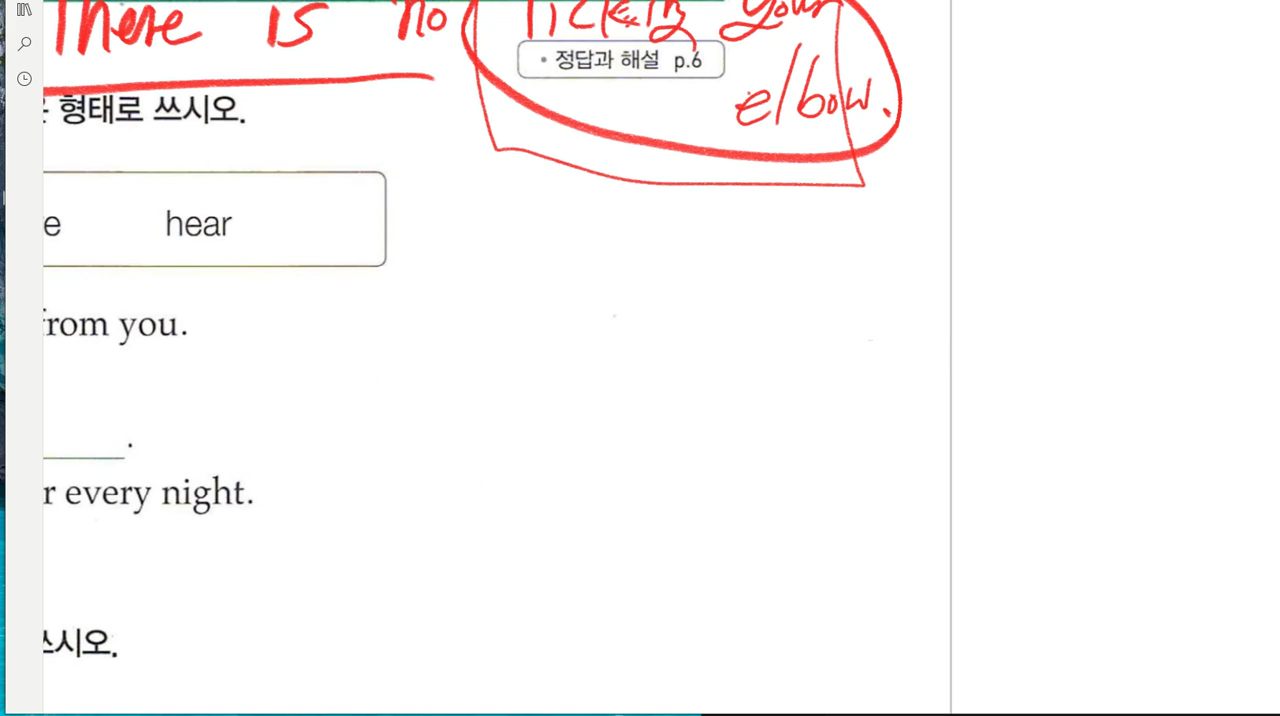 There is no
your
• 정답과 해설 p.6
elbow.
형태로 쓰시오.
hear
from you.
every night.
쓰시오.